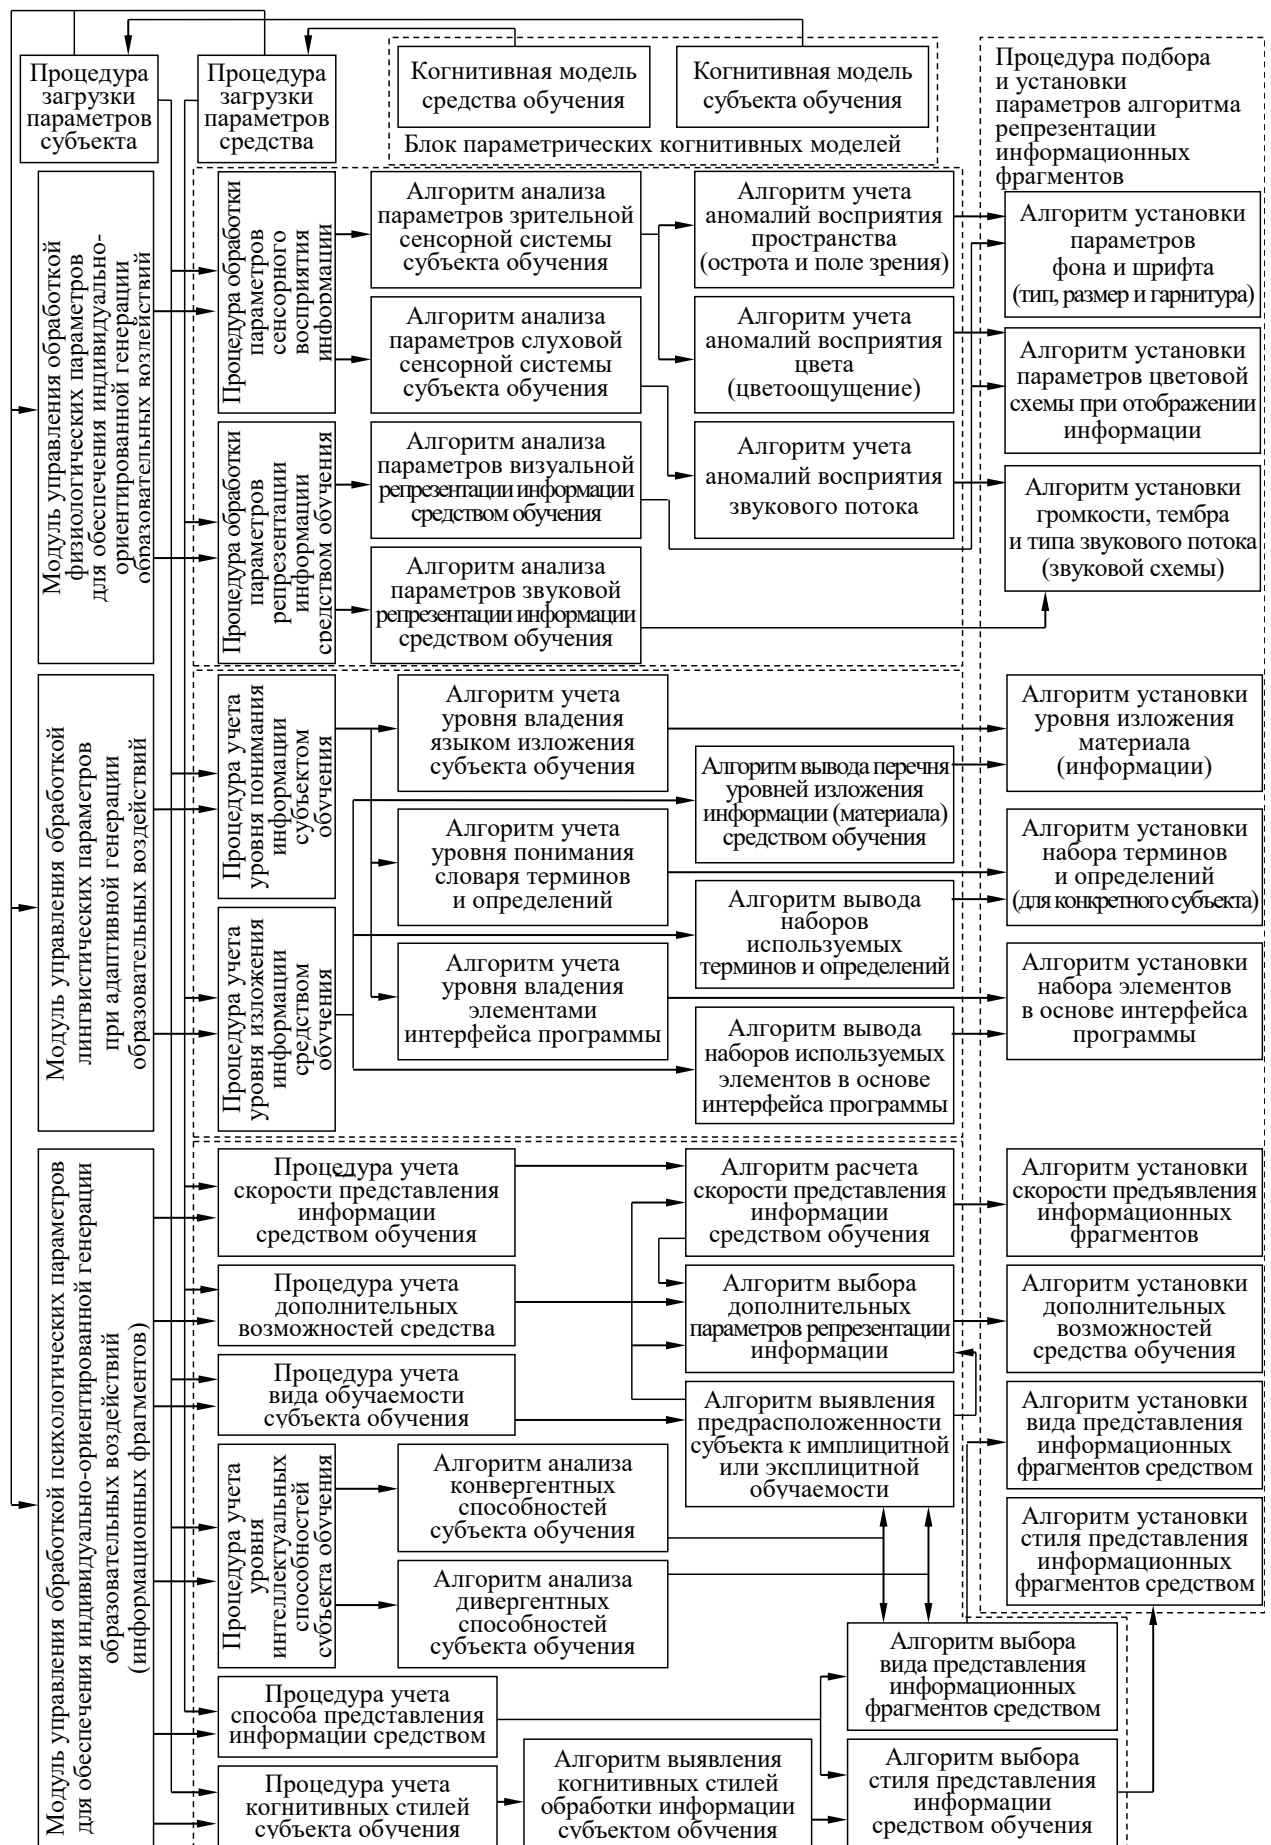 Процедура
загрузки
параметров
субъекта
Процедура
загрузки
параметров
средства
Когнитивная модель
средства обучения
Когнитивная модель
субъекта обучения
Блок параметрических когнитивных моделей
Процедура подбора
и установки
параметров алгоритма
репрезентации
информационных
фрагментов
Модуль управления обработкой
физиологических параметров
для обеспечения индивидуально-
ориентированной генерации
образовательных воздействий
Процедура обработки
параметров
сенсорного
восприятия
информации
Алгоритм анализа
параметров зрительной
сенсорной системы
субъекта обучения
Алгоритм учета
аномалий восприятия
пространства
(острота и поле зрения)
Алгоритм установки
параметров
фона и шрифта
(тип, размер и гарнитура)
Алгоритм анализа
параметров слуховой
сенсорной системы
субъекта обучения
Алгоритм учета
аномалий восприятия
цвета
(цветоощущение)
Алгоритм установки
параметров цветовой
схемы при отображении
информации
Процедура обработки
параметров
репрезентации
информации
средством обучения
Алгоритм анализа
параметров визуальной
репрезентации информации
средством обучения
Алгоритм учета
аномалий восприятия
звукового потока
Алгоритм установки
громкости, тембра
и типа звукового потока
(звуковой схемы)
Алгоритм анализа
параметров звуковой
репрезентации информации
средством обучения
Модуль управления обработкой
лингвистических параметров
при адаптивной генерации
образовательных воздействий
Процедура учета
уровня понимания
информации
субъектом
обучения
Алгоритм учета
уровня владения
языком изложения
субъекта обучения
Алгоритм вывода перечня
уровней изложения
информации (материала)
средством обучения
Алгоритм установки
уровня изложения
материала
(информации)
Алгоритм учета
уровня понимания
словаря терминов
и определений
Алгоритм установки
набора терминов
и определений
(для конкретного субъекта)
Процедура учета
уровня изложения
информации
средством
обучения
Алгоритм вывода
наборов
используемых
терминов и определений
Алгоритм учета
уровня владения
элементами
интерфейса программы
Алгоритм установки
набора элементов
в основе интерфейса
программы
Алгоритм вывода
наборов используемых
элементов в основе
интерфейса программы
Модуль управления обработкой психологических параметров
для обеспечения индивидуально-ориентированной генерации
образовательных воздействий
(информационных фрагментов)
Процедура учета
скорости представления
информации
средством обучения
Алгоритм расчета
скорости представления
информации
средством обучения
Алгоритм установки
скорости предъявления
информационных
фрагментов
Процедура учета
дополнительных
возможностей средства
Алгоритм выбора
дополнительных
параметров репрезентации
информации
Алгоритм установки
дополнительных
возможностей
средства обучения
Процедура учета
вида обучаемости
субъекта обучения
Алгоритм выявления
предрасположенности
субъекта к имплицитной
или эксплицитной
обучаемости
Алгоритм установки
вида представления
информационных
фрагментов средством
Процедура учета
уровня
интеллектуальных
способностей
субъекта обучения
Алгоритм анализа
конвергентных
способностей
субъекта обучения
Алгоритм установки
стиля представления
информационных
фрагментов средством
Алгоритм анализа
дивергентных
способностей
субъекта обучения
Алгоритм выбора
вида представления
информационных
фрагментов средством
Процедура учета
способа представления
информации средством
Процедура учета
когнитивных стилей
субъекта обучения
Алгоритм выявления
когнитивных стилей
обработки информации
субъектом обучения
Алгоритм выбора
стиля представления
информации
средством обучения